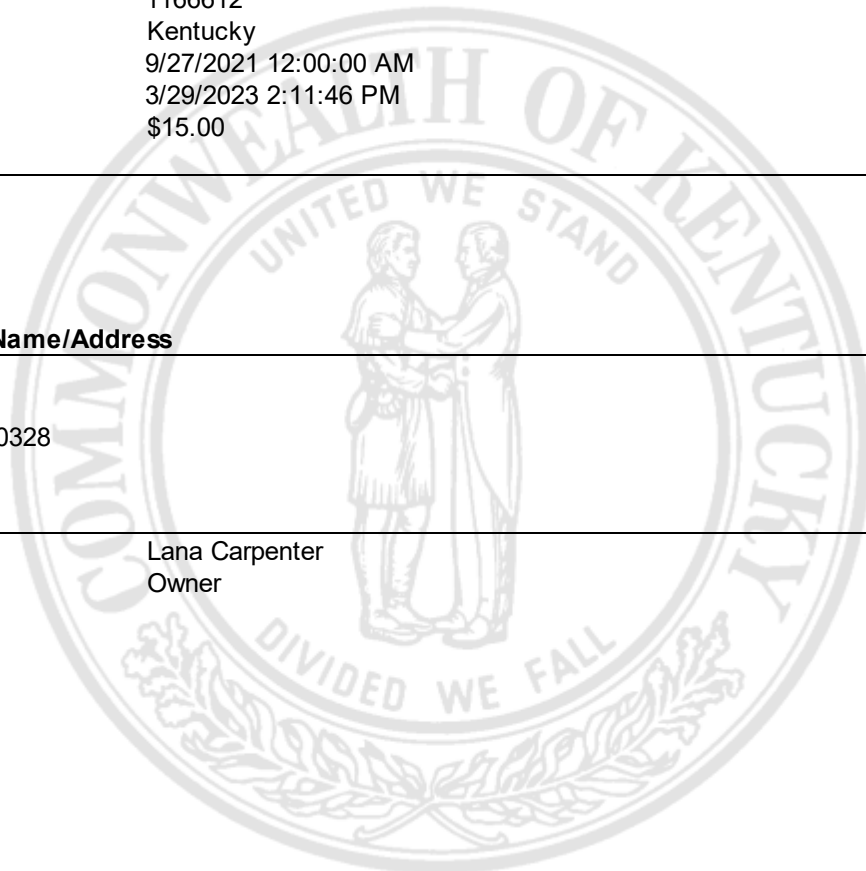 1166612
Kentucky
9/27/2021 12:00:00 AM
3/29/2023 2:11:46 PM
$15.00
COMMONWEALTH OF KENTUCKY
UNITED WE STAND
Name/Address
0328
Lana Carpenter
Owner
DIVIDED WE FALL